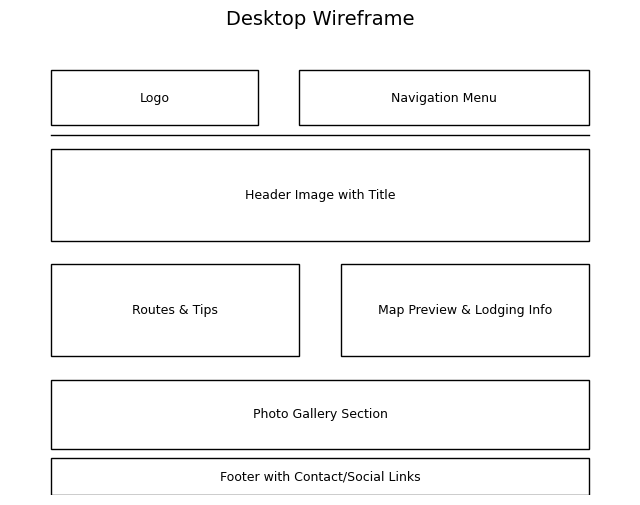 Desktop Wireframe
Logo
Navigation Menu
Header Image with Title
Routes & Tips
Map Preview & Lodging Info
Photo Gallery Section
Footer with Contact/Social Links